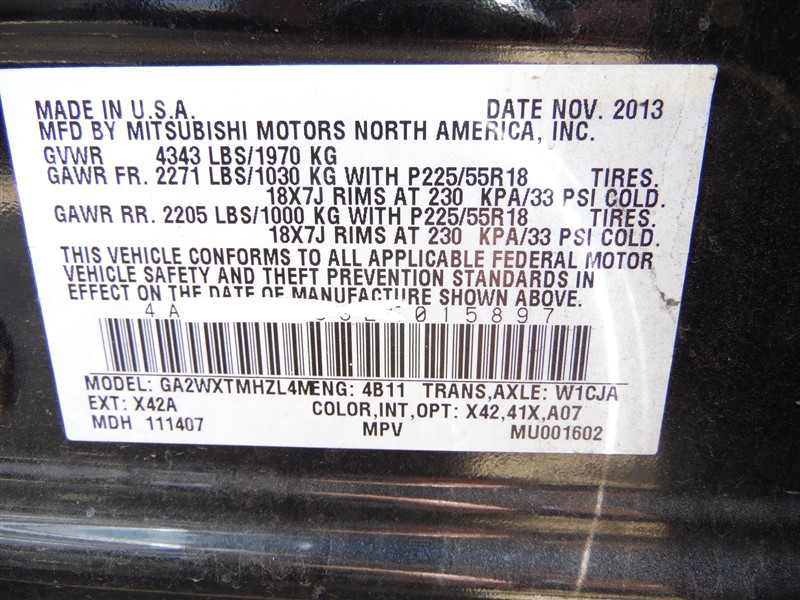 MADE IN U.S.A. DATE NOV. 2013
MFD BY MITSUBISHI MOTORS NORTH AMERICA, INC.
GVWR 4343 LBS/1970 KG
GAWR FR. 2271 LBS/1030 KG WITH P225/55R18 TIRES.
18X7J RIMS AT 230 KPA/33 PSI COLD.
GAWR RR. 2205 LBS/1000 KG WITH P225/55R18 TIRES.
18X7J RIMS AT 230 KPA/33 PSI COLD.
THIS VEHICLE CONFORMS TO ALL APPLICABLE FEDERAL MOTOR
VEHICLE SAFETY AND THEFT PREVENTION STANDARDS IN
EFFECT ON THE DATE OF MANUFACTURE SHOWN ABOVE.
4A 015897
MODEL: GA2WXTMHZL4M ENG: 4B11 TRANS,AXLE: W1CJA
EXT: X42A COLOR,INT,OPT: X42,41X,A07
MDH 111407 MPV MU001602